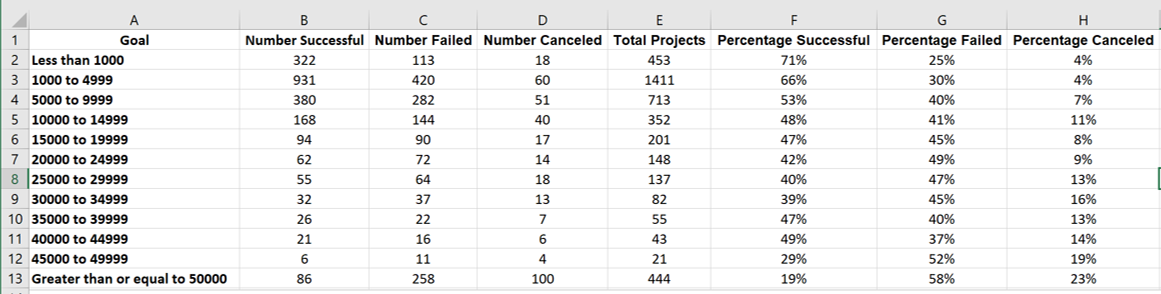 A B C D E F G H
1 Goal Number Successful Number Failed Number Canceled Total Projects Percentage Successful Percentage Failed Percentage Canceled
2 Less than 1000 322 113 18 453 71% 25% 4%
3 1000 to 4999 931 420 60 1411 66% 30% 4%
4 5000 to 9999 380 282 51 713 53% 40% 7%
5 10000 to 14999 168 144 40 352 48% 41% 11%
6 15000 to 19999 94 90 17 201 47% 45% 8%
7 20000 to 24999 62 72 14 148 42% 49% 9%
8 25000 to 29999 55 64 18 137 40% 47% 13%
9 30000 to 34999 32 37 13 82 39% 45% 16%
10 35000 to 39999 26 22 7 55 47% 40% 13%
11 40000 to 44999 21 16 6 43 49% 37% 14%
12 45000 to 49999 6 11 4 21 29% 52% 19%
13 Greater than or equal to 50000 86 258 100 444 19% 58% 23%